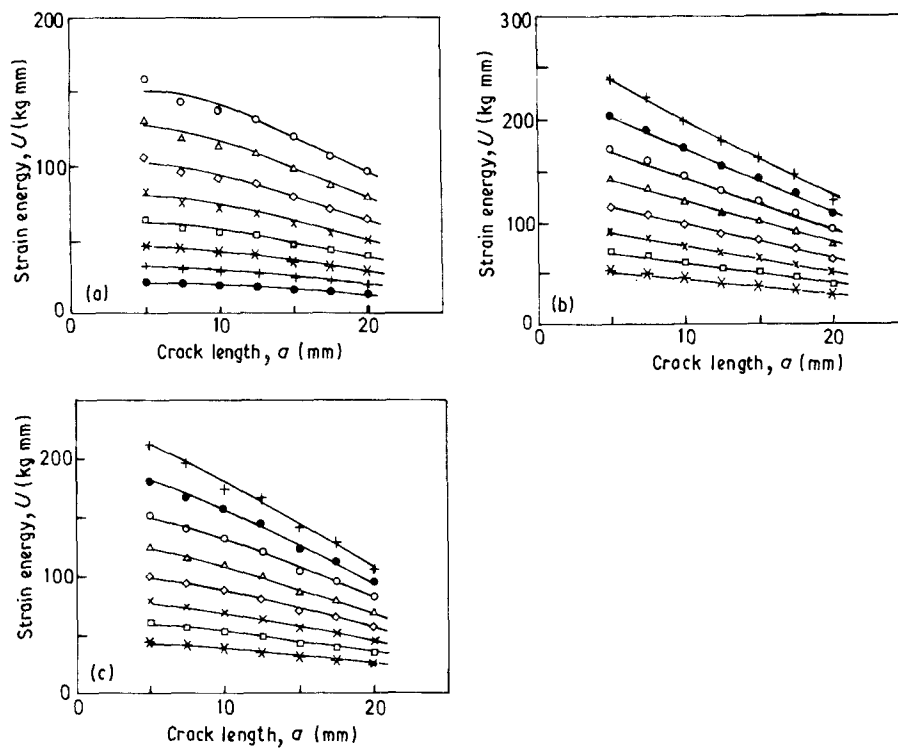 200
100
0
Strain energy, U (kg mm)
(a)
0 10 20
Crack length, a (mm)
300
200
100
0
Strain energy, U (kg mm)
(b)
0 10 20
Crack length, a (mm)
200
100
0
Strain energy, U (kg mm)
(c)
0 10 20
Crack length, a (mm)